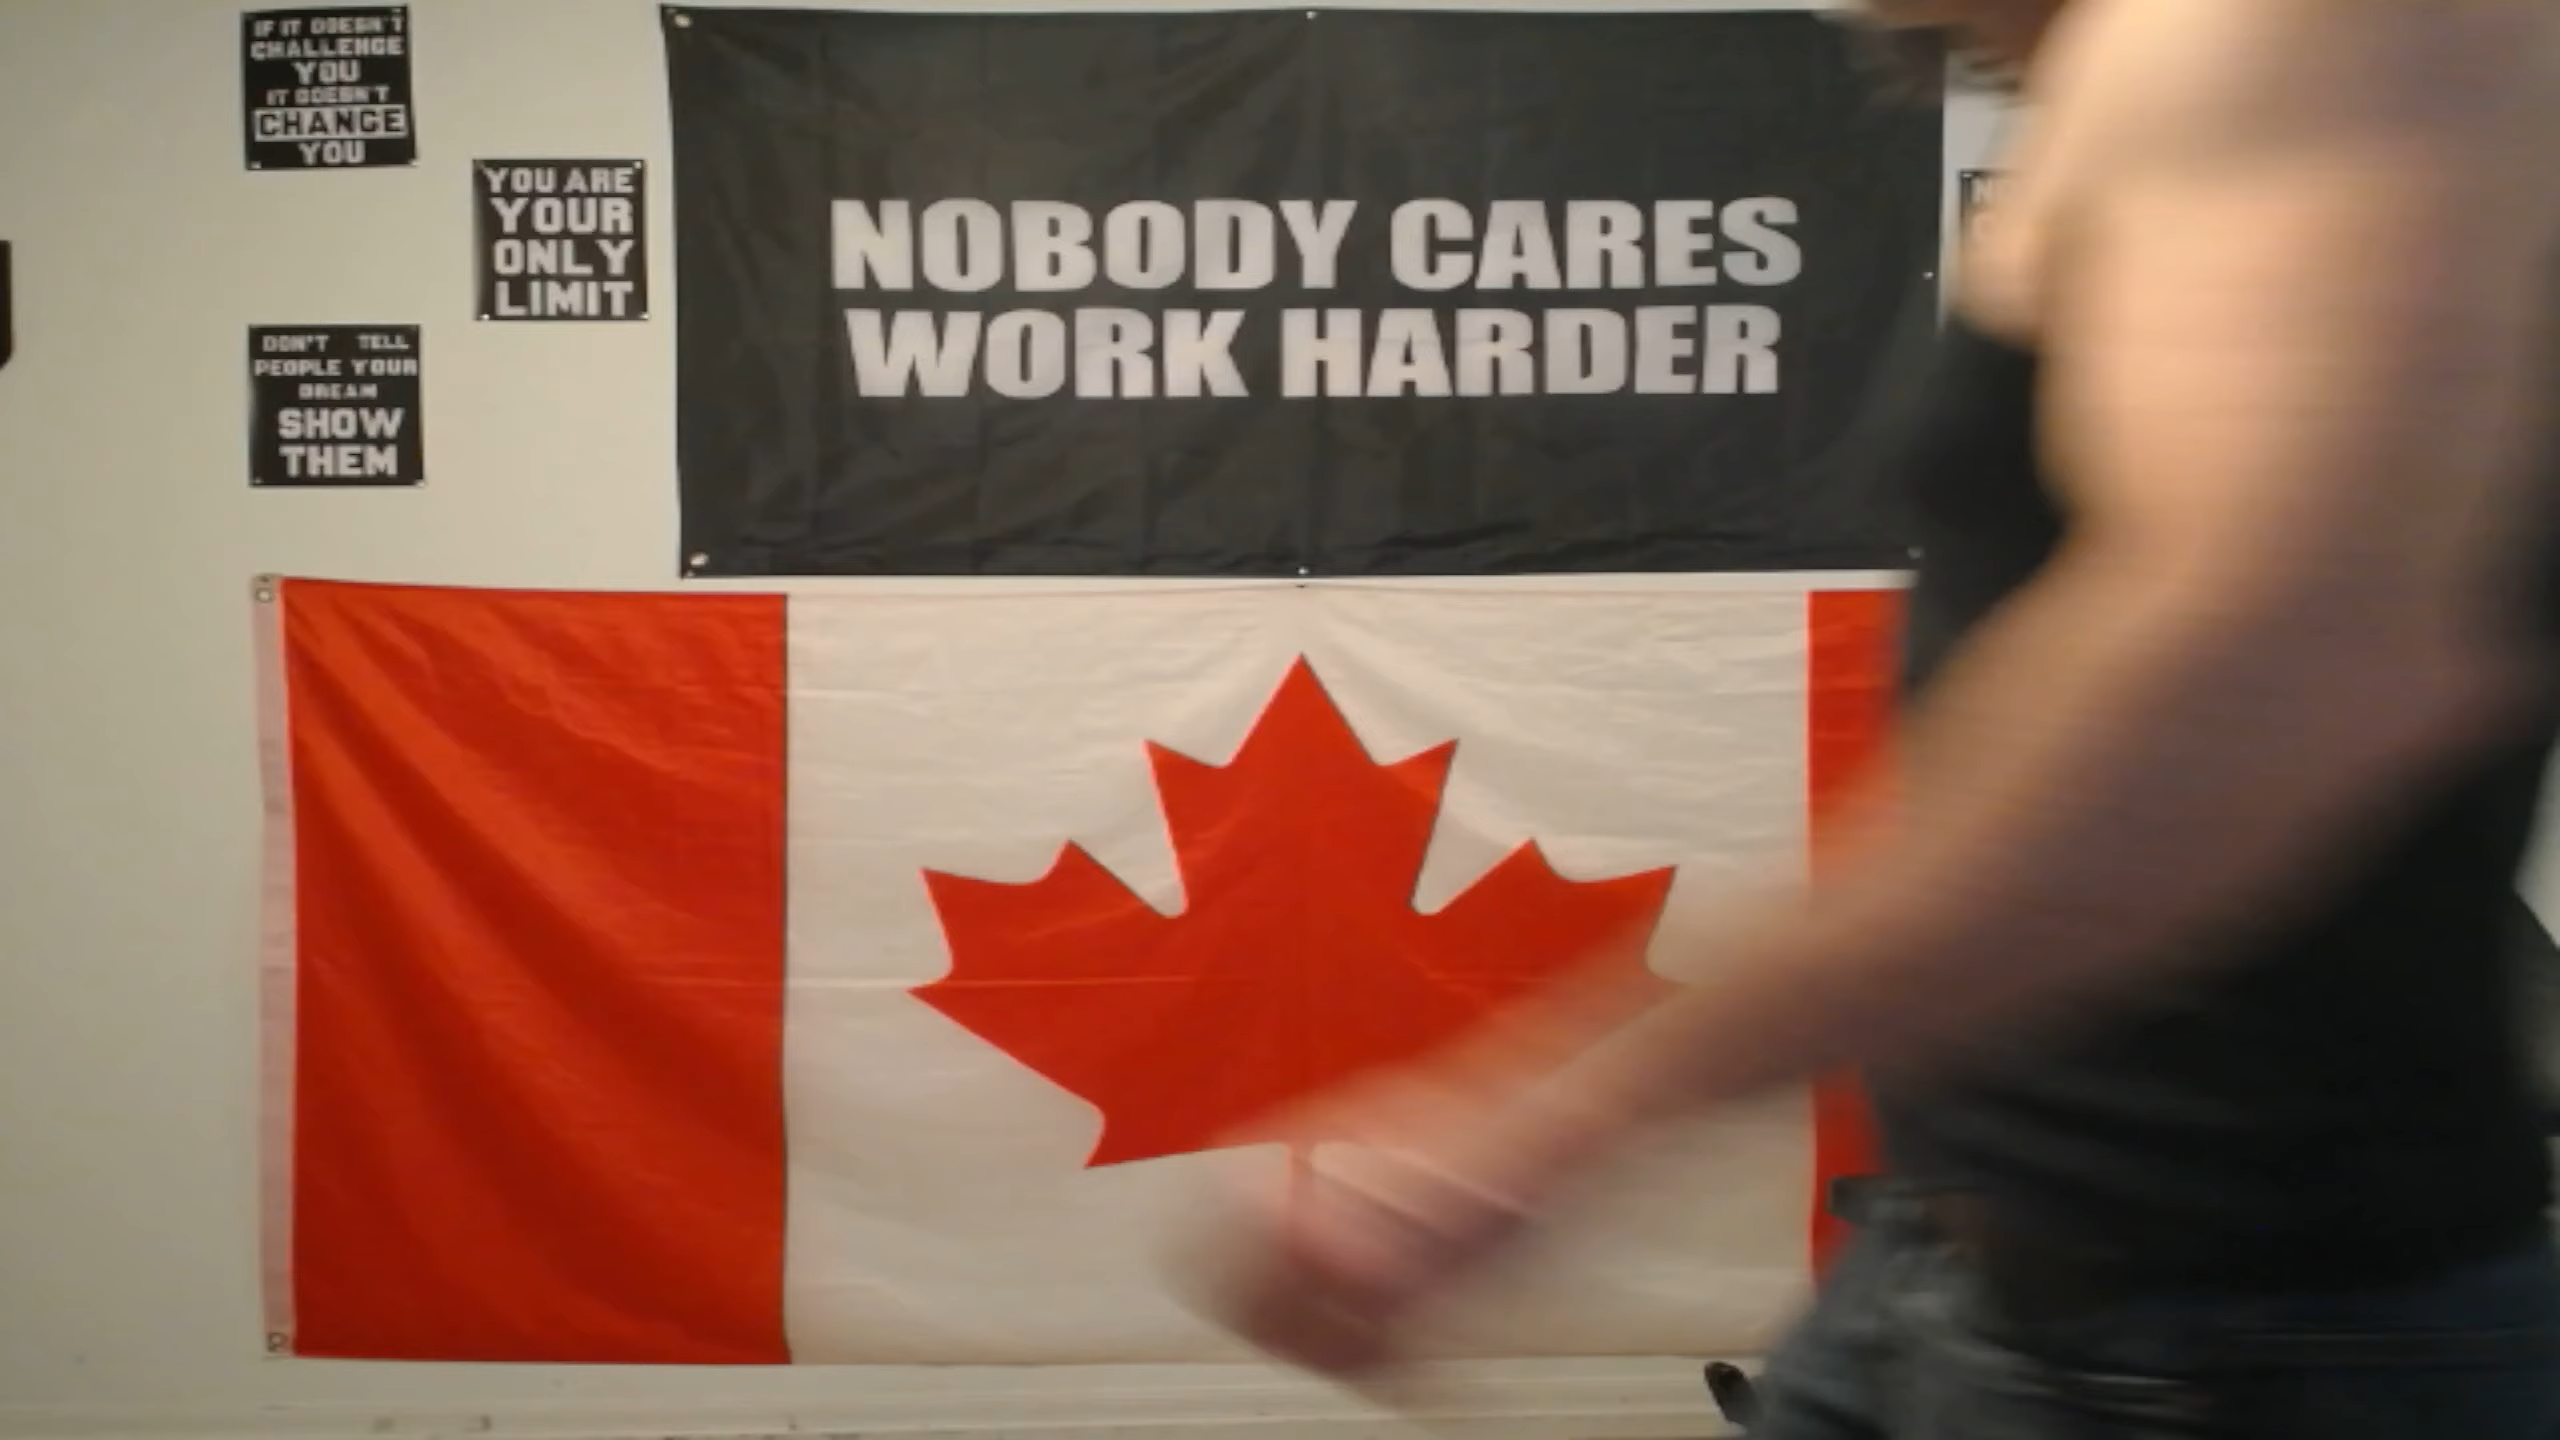 IF IT DOESN'T
CHALLENGE
YOU
IT DOESN'T
CHANGE
YOU
YOU ARE
YOUR
ONLY
LIMIT
DON'T TELL
PEOPLE YOUR
DREAM
SHOW
THEM
NOBODY CARES
WORK HARDER